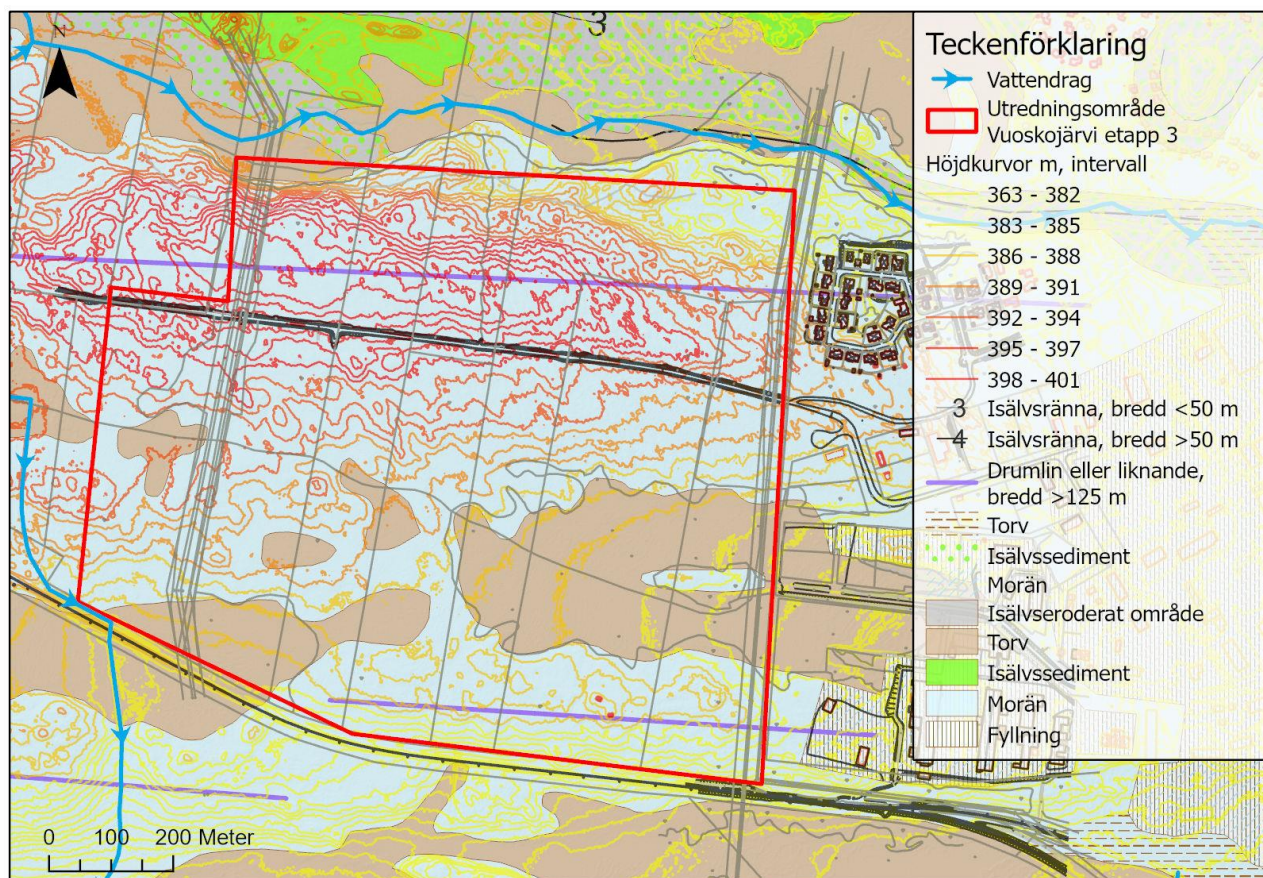 3
N
Teckenförklaring
Vattendrag
Utredningsområde
Vuoskojärvi etapp 3
Höjdkurvor m, intervall
363 - 382
383 - 385
386 - 388
389 - 391
392 - 394
395 - 397
398 - 401
3 Isälvsränna, bredd <50 m
4 Isälvsränna, bredd >50 m
Drumlin eller liknande,
bredd >125 m
Torv
Isälvssediment
Morän
Isälvseroderat område
Torv
Isälvssediment
Morän
Fyllning
0 100 200 Meter